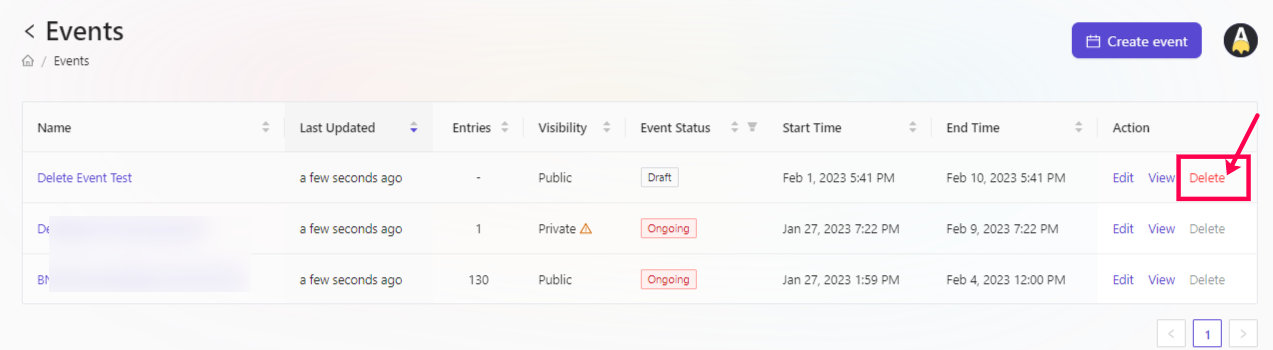 Events
/ Events
Create event
Name Last Updated Entries Visibility Event Status Start Time End Time Action
Delete Event Test a few seconds ago - Public Draft Feb 1, 2023 5:41 PM Feb 10, 2023 5:41 PM Edit View Delete
a few seconds ago 1 Private Ongoing Jan 27, 2023 7:22 PM Feb 9, 2023 7:22 PM Edit View Delete
a few seconds ago 130 Public Ongoing Jan 27, 2023 1:59 PM Feb 4, 2023 12:00 PM Edit View Delete
< 1 >